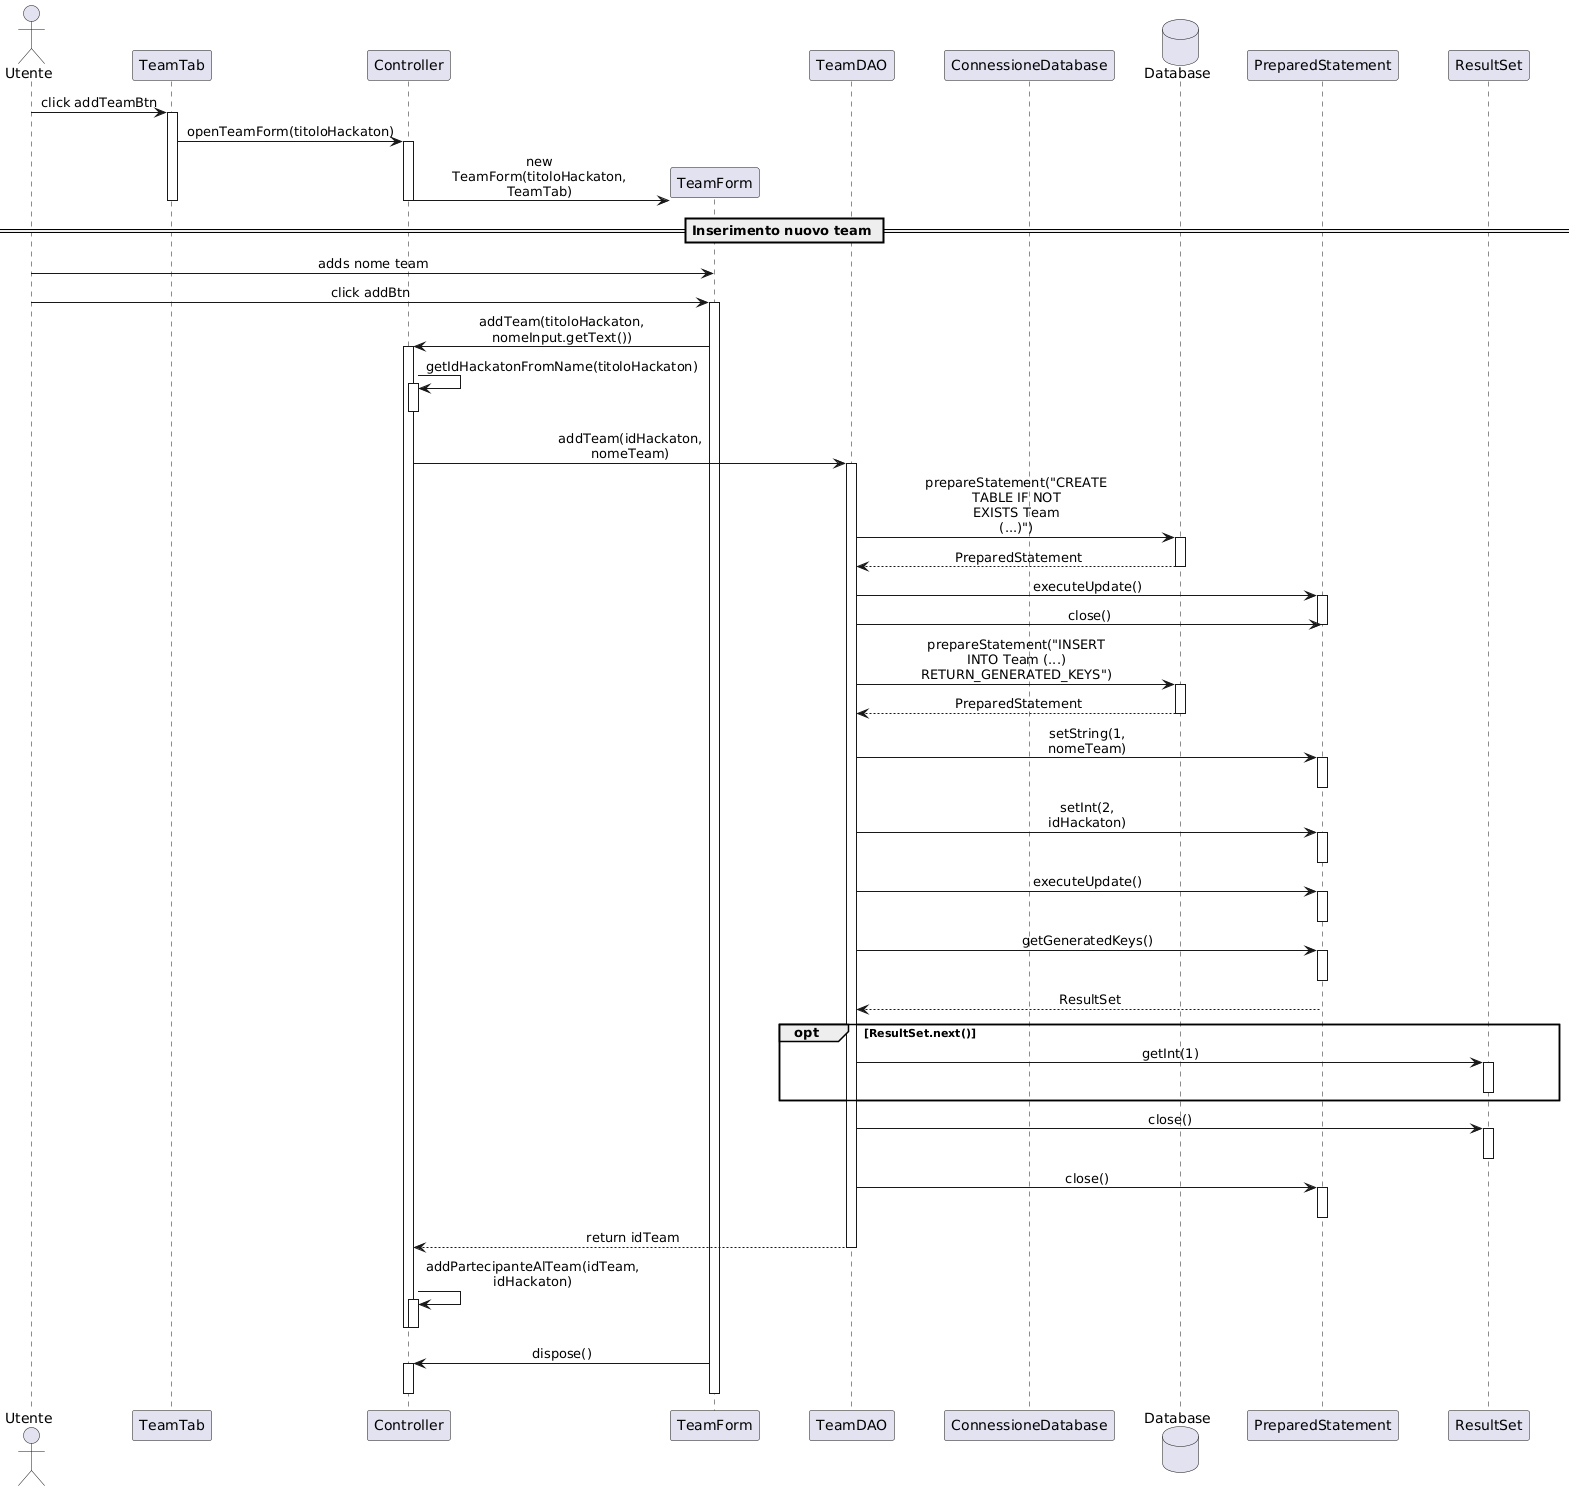 Utente
TeamTab
Controller
TeamDAO
ConnessioneDatabase
Database
PreparedStatement
ResultSet
click addTeamBtn
openTeamForm(titoloHackaton)
new
TeamForm(titoloHackaton,
TeamTab)
TeamForm
Inserimento nuovo team
adds nome team
click addBtn
addTeam(titoloHackaton,
nomeInput.getText())
getIdHackatonFromName(titoloHackaton)
addTeam(idHackaton,
nomeTeam)
prepareStatement("CREATE
TABLE IF NOT
EXISTS Team
(...)")
PreparedStatement
executeUpdate()
close()
prepareStatement("INSERT
INTO Team (...)
RETURN_GENERATED_KEYS")
PreparedStatement
setString(1,
nomeTeam)
setInt(2,
idHackaton)
executeUpdate()
getGeneratedKeys()
ResultSet
opt [ResultSet.next()]
getInt(1)
close()
close()
return idTeam
addPartecipanteAlTeam(idTeam,
idHackaton)
dispose()
Utente
TeamTab
Controller
TeamForm
TeamDAO
ConnessioneDatabase
Database
PreparedStatement
ResultSet